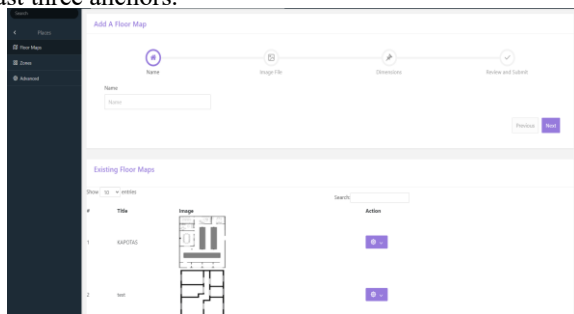 ast three anchors.
Search
Places
Floor Maps
Zones
Advanced
Add A Floor Map
Name
Image File
Dimensions
Review and Submit
Name
Name
Previous
Next
Existing Floor Maps
Show 10 entries
Search:
# Title Image Action
1 KAPOTAS
2 test